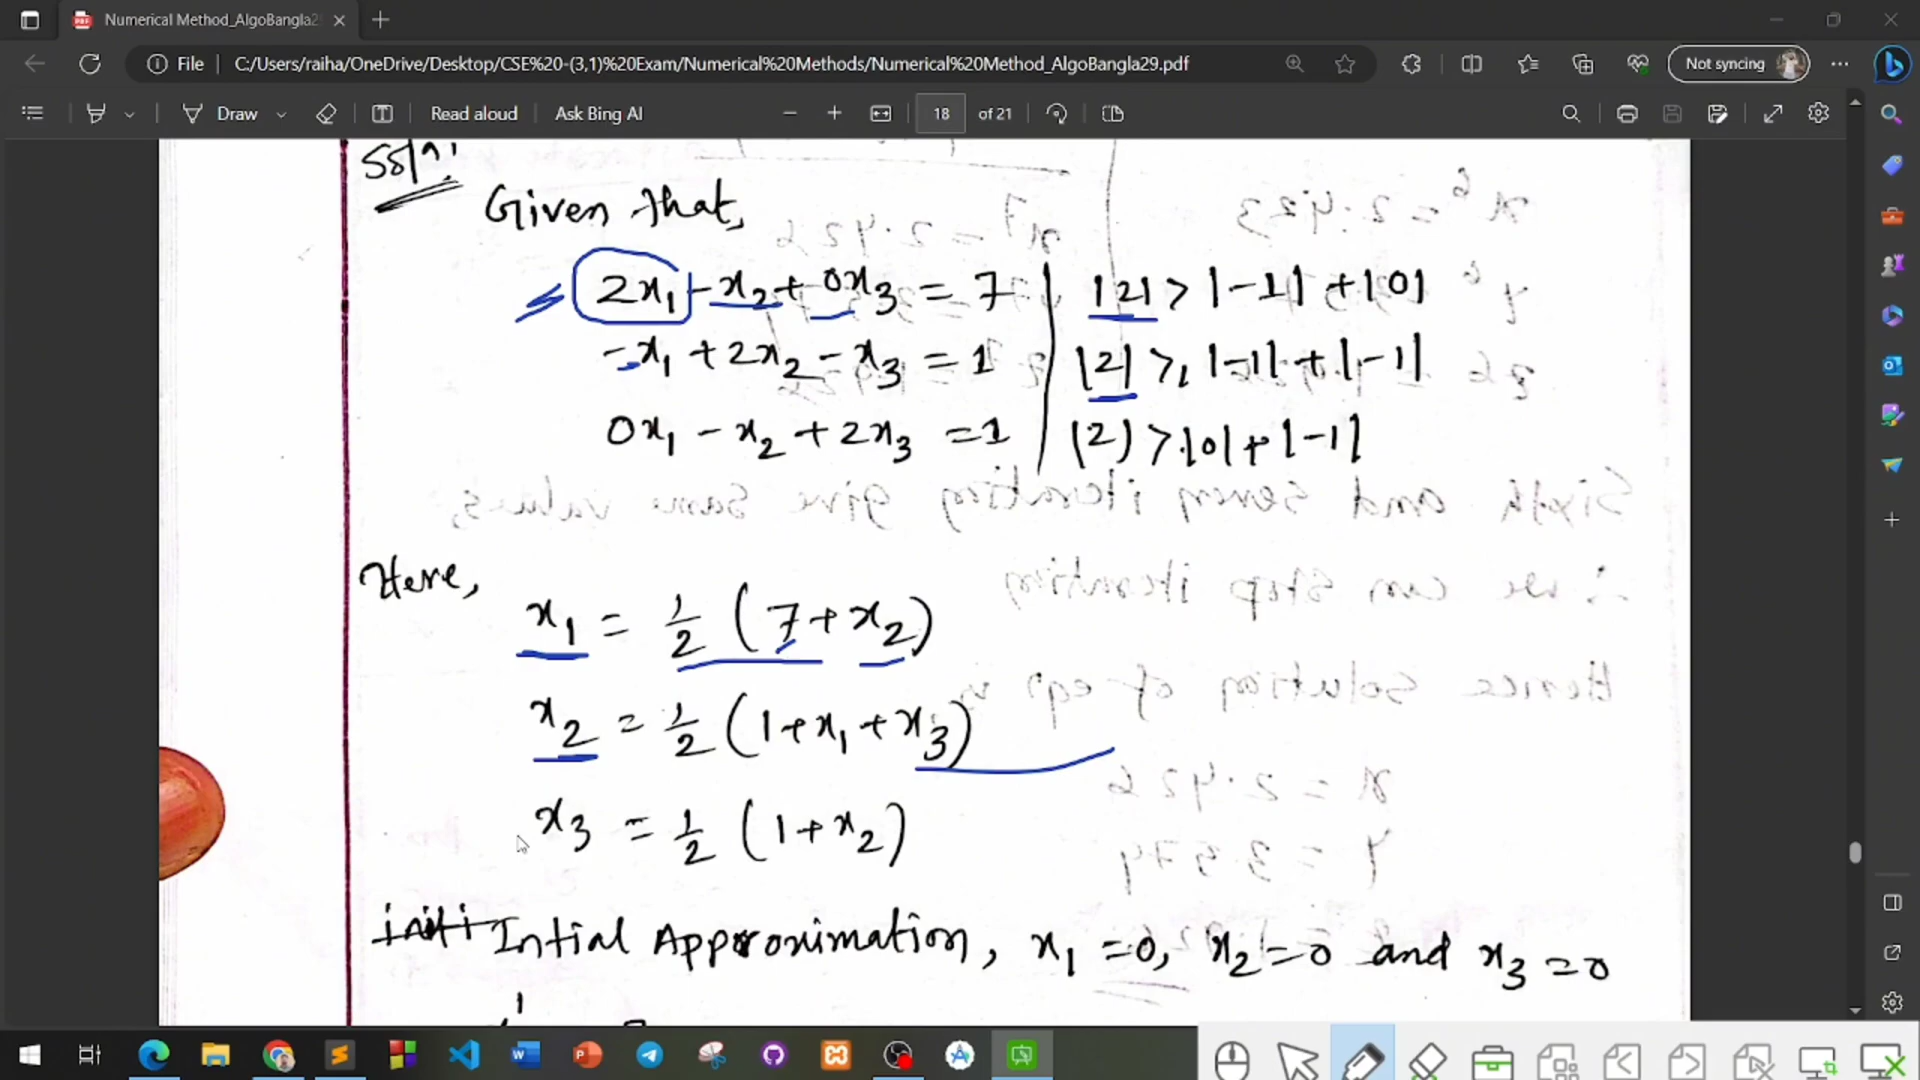 Numerical Method_AlgoBangla2
File
C:/Users/raiha/OneDrive/Desktop/CSE%20-(3,1)%20Exam/Numerical%20Methods/Numerical%20Method_AlgoBangla29.pdf
Not syncing
Draw
Read aloud
Ask Bing AI
18 of 21
Solⁿ:
Given that,
2x₁ - x₂ + 0x₃ = 7 | |2| > |-1| + |0|
-x₁ + 2x₂ - x₃ = 1 | |2| >, |-1| + |-1|
0x₁ - x₂ + 2x₃ = 1 | |2| > |0| + |-1|
Here,
x₁ = 1/2 (7 + x₂)
x₂ = 1/2 (1 + x₁ + x₃)
x₃ = 1/2 (1 + x₂)
initi Intial Approximation, x₁ = 0, x₂ = 0 and x₃ = 0